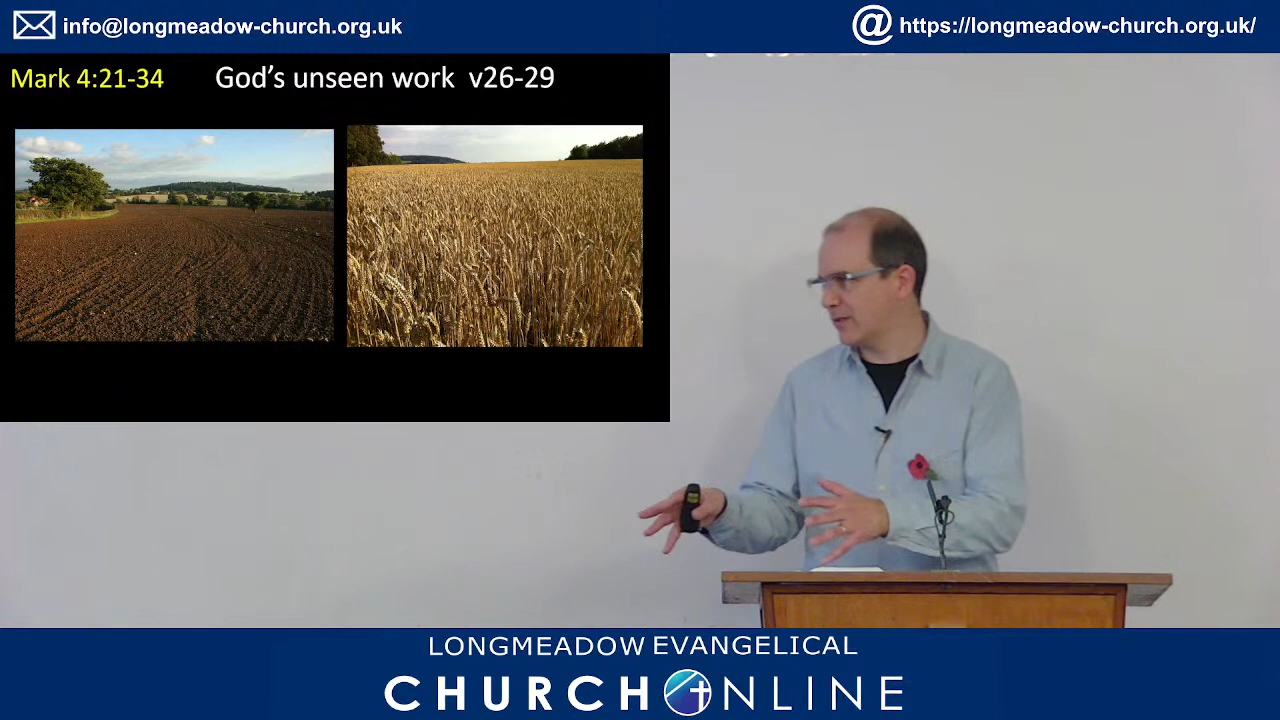 info@longmeadow-church.org.uk
https://longmeadow-church.org.uk/
Mark 4:21-34 God's unseen work v26-29
LONGMEADOW EVANGELICAL
CHURCH ONLINE